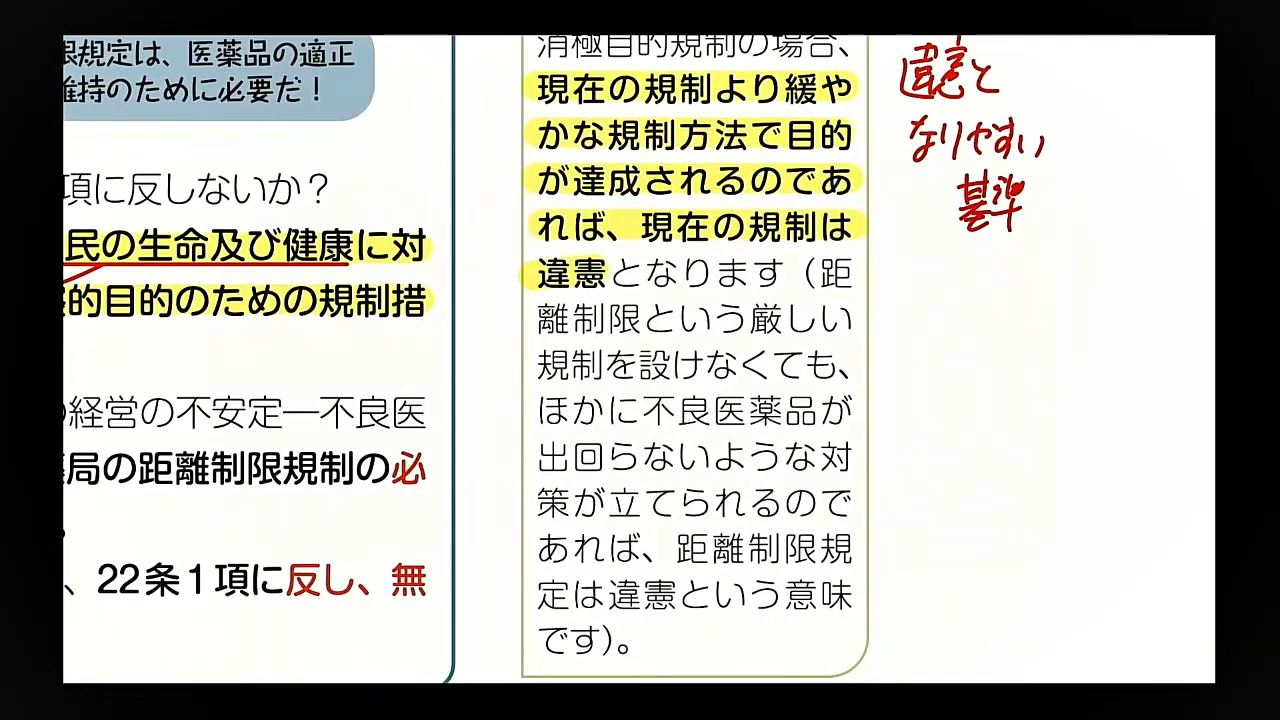 限規定は、医薬品の適正
維持のために必要だ！
項に反しないか？
民の生命及び健康に対
的目的のための規制措
経営の不安定―不良医
局の距離制限規制の必
。
、22条1項に反し、無
消極目的規制の場合、
現在の規制より緩や
かな規制方法で目的
が達成されるのであ
れば、現在の規制は
違憲となります（距
離制限という厳しい
規制を設けなくても、
ほかに不良医薬品が
出回らないような対
策が立てられるので
あれば、距離制限規
定は違憲という意味
です）。
違憲と
なりやすい
基準